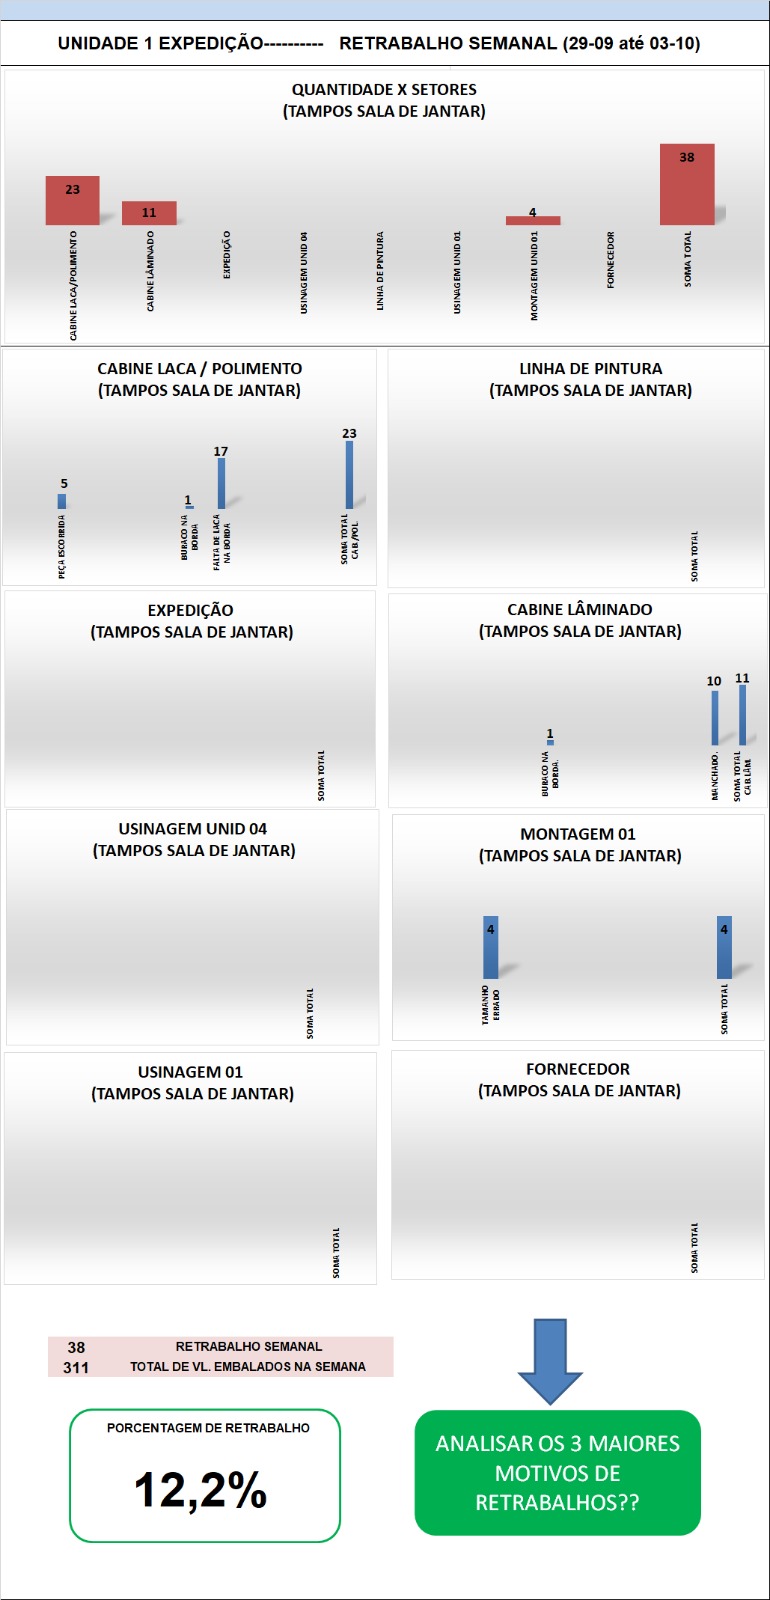 UNIDADE 1 EXPEDIÇÃO---------- RETRABALHO SEMANAL (29-09 até 03-10)
QUANTIDADE X SETORES
(TAMPOS SALA DE JANTAR)
23
11
4
38
CABINE LACA/POLIMENTO
CABINE LÂMINADO
EXPEDIÇÃO
USINAGEM UNID 04
LINHA DE PINTURA
USINAGEM UNID 01
MONTAGEM UNID 01
FORNECEDOR
SOMA TOTAL
CABINE LACA / POLIMENTO
(TAMPOS SALA DE JANTAR)
5
1
17
23
PEÇA ESCORRIDA
BURACO NA
BORDA
FALTA DE LACA
NA BORDA
SOMA TOTAL
CAB./POL.
LINHA DE PINTURA
(TAMPOS SALA DE JANTAR)
SOMA TOTAL
EXPEDIÇÃO
(TAMPOS SALA DE JANTAR)
SOMA TOTAL
CABINE LÂMINADO
(TAMPOS SALA DE JANTAR)
1
10
11
BURACO NA
BORDA.
MANCHADO.
SOMA TOTAL
CAB LÂM.
USINAGEM UNID 04
(TAMPOS SALA DE JANTAR)
SOMA TOTAL
MONTAGEM 01
(TAMPOS SALA DE JANTAR)
4
4
TAMANHO
ERRADO
SOMA TOTAL
USINAGEM 01
(TAMPOS SALA DE JANTAR)
SOMA TOTAL
FORNECEDOR
(TAMPOS SALA DE JANTAR)
SOMA TOTAL
38 RETRABALHO SEMANAL
311 TOTAL DE VL. EMBALADOS NA SEMANA
PORCENTAGEM DE RETRABALHO
12,2%
ANALISAR OS 3 MAIORES
MOTIVOS DE
RETRABALHOS??